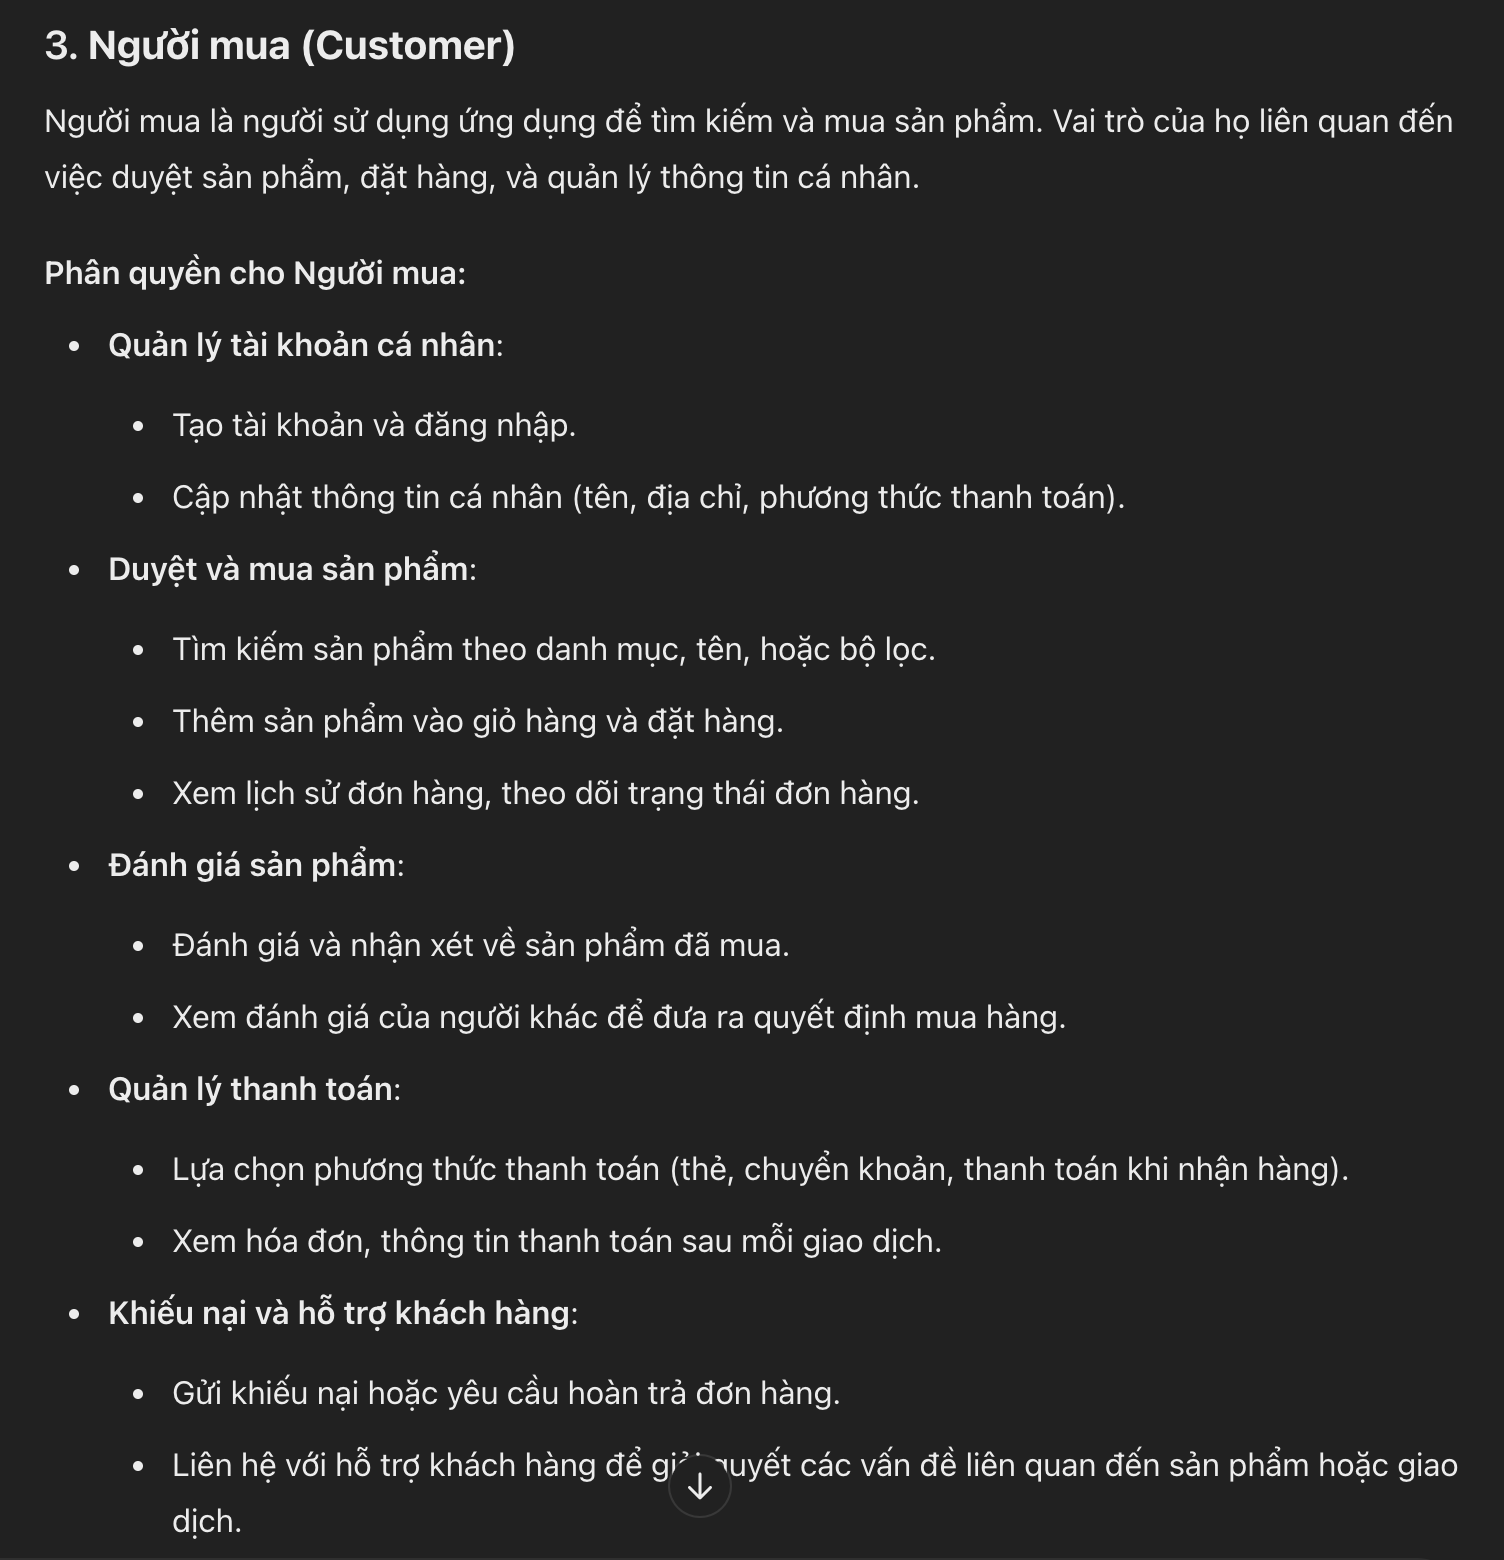 3. Người mua (Customer)
Người mua là người sử dụng ứng dụng để tìm kiếm và mua sản phẩm. Vai trò của họ liên quan đến
việc duyệt sản phẩm, đặt hàng, và quản lý thông tin cá nhân.
Phân quyền cho Người mua:
• Quản lý tài khoản cá nhân:
• Tạo tài khoản và đăng nhập.
• Cập nhật thông tin cá nhân (tên, địa chỉ, phương thức thanh toán).
• Duyệt và mua sản phẩm:
• Tìm kiếm sản phẩm theo danh mục, tên, hoặc bộ lọc.
• Thêm sản phẩm vào giỏ hàng và đặt hàng.
• Xem lịch sử đơn hàng, theo dõi trạng thái đơn hàng.
• Đánh giá sản phẩm:
• Đánh giá và nhận xét về sản phẩm đã mua.
• Xem đánh giá của người khác để đưa ra quyết định mua hàng.
• Quản lý thanh toán:
• Lựa chọn phương thức thanh toán (thẻ, chuyển khoản, thanh toán khi nhận hàng).
• Xem hóa đơn, thông tin thanh toán sau mỗi giao dịch.
• Khiếu nại và hỗ trợ khách hàng:
• Gửi khiếu nại hoặc yêu cầu hoàn trả đơn hàng.
• Liên hệ với hỗ trợ khách hàng để giải quyết các vấn đề liên quan đến sản phẩm hoặc giao
dịch.